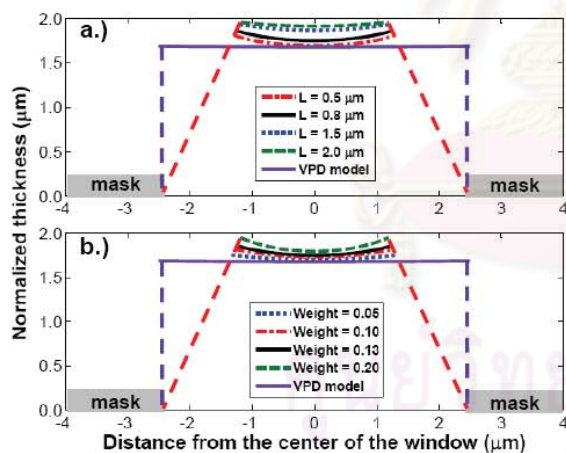 a.)
2.0
1.5
1.0
0.5
0.0
L = 0.5 μm
L = 0.8 μm
L = 1.5 μm
L = 2.0 μm
VPD model
mask
mask
-4 -3 -2 -1 0 1 2 3 4
Normalized thickness (μm)
b.)
2.0
1.5
1.0
0.5
0.0
Weight = 0.05
Weight = 0.10
Weight = 0.13
Weight = 0.20
VPD model
mask
mask
-4 -3 -2 -1 0 1 2 3 4
Distance from the center of the window (μm)